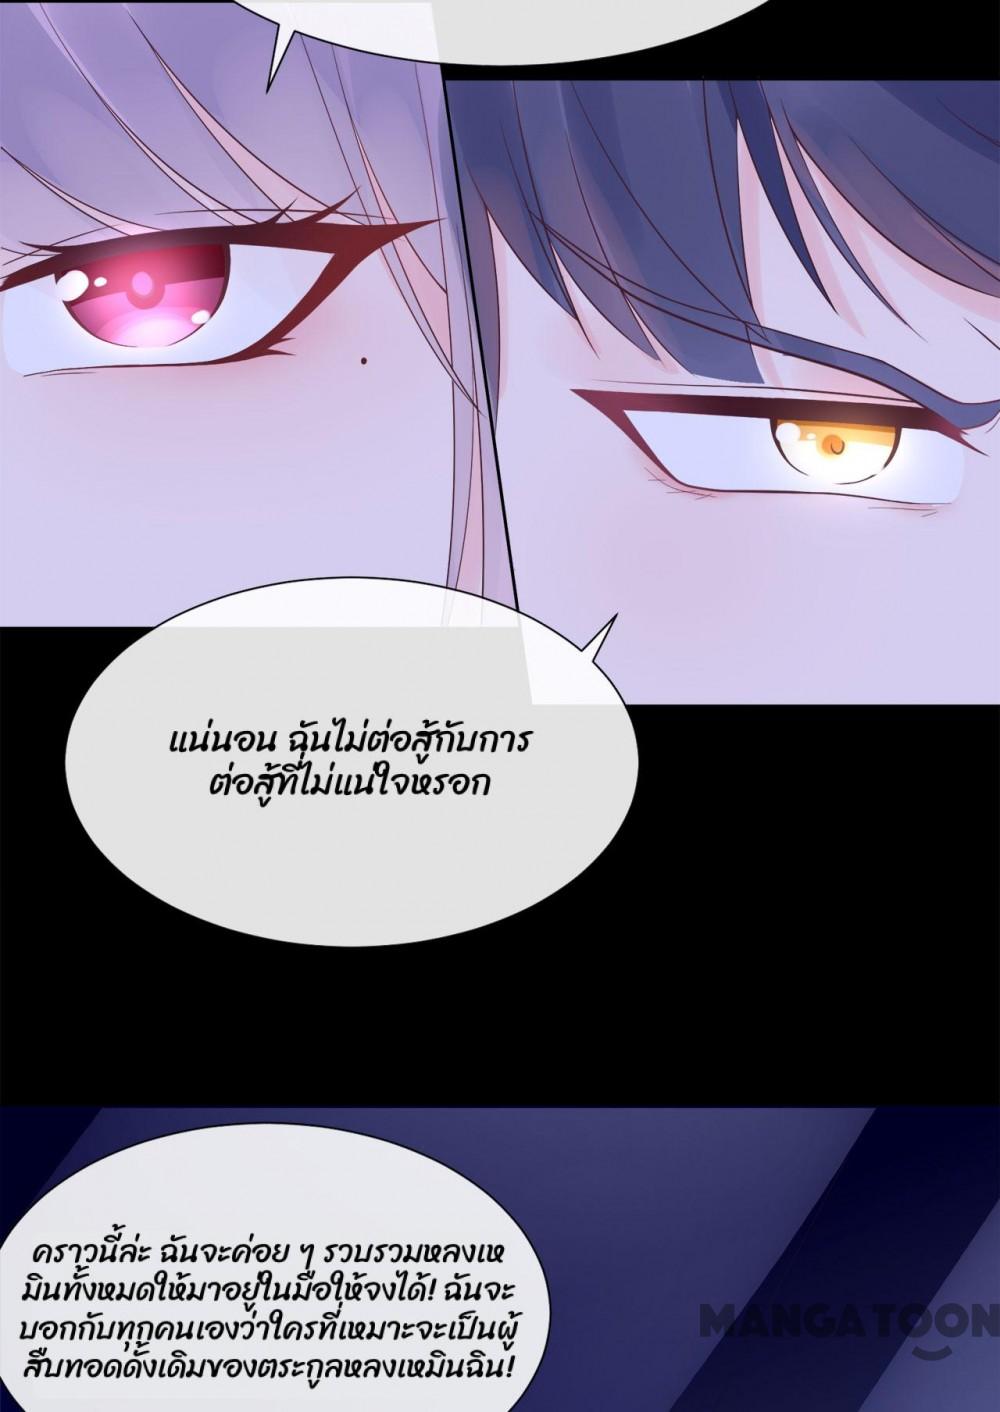 แน่นอน ฉันไม่ต่อสู้กับการ
ต่อสู้ที่ไม่แน่ใจหรอก
คราวนี้ล่ะ ฉันจะค่อย ๆ รวบรวมหลงเห
มินทั้งหมดให้มาอยู่ในมือให้จงได้! ฉันจะ
บอกกับทุกคนเองว่าใครที่เหมาะจะเป็นผู้
สืบทอดดั้งเดิมของตระกูลหลงเหมินฉิน!
MANGATOON